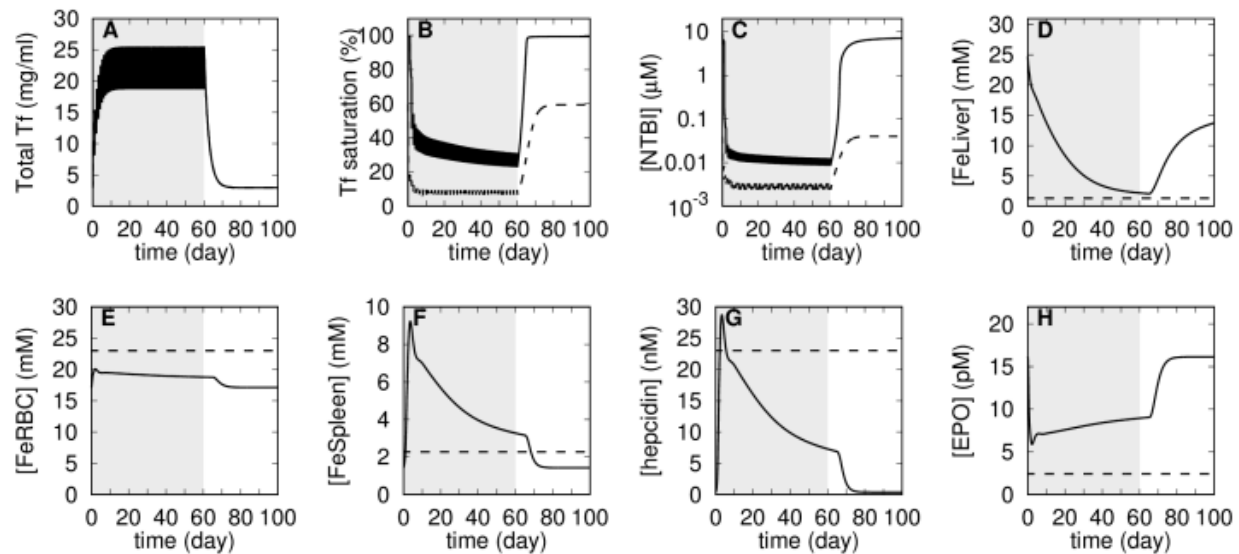 A
Total Tf (mg/ml)
30
25
20
15
10
5
0
0 20 40 60 80 100
time (day)
B
Tf saturation (%)
100
80
60
40
20
0
0 20 40 60 80 100
time (day)
C
[NTBI] (μM)
10
1
0.1
0.01
10⁻³
0 20 40 60 80 100
time (day)
D
[FeLiver] (mM)
30
25
20
15
10
5
0
0 20 40 60 80 100
time (day)
E
[FeRBC] (mM)
30
25
20
15
10
5
0
0 20 40 60 80 100
time (day)
F
[FeSpleen] (mM)
10
8
6
4
2
0
0 20 40 60 80 100
time (day)
G
[hepcidin] (nM)
30
25
20
15
10
5
0
0 20 40 60 80 100
time (day)
H
[EPO] (pM)
20
15
10
5
0
0 20 40 60 80 100
time (day)